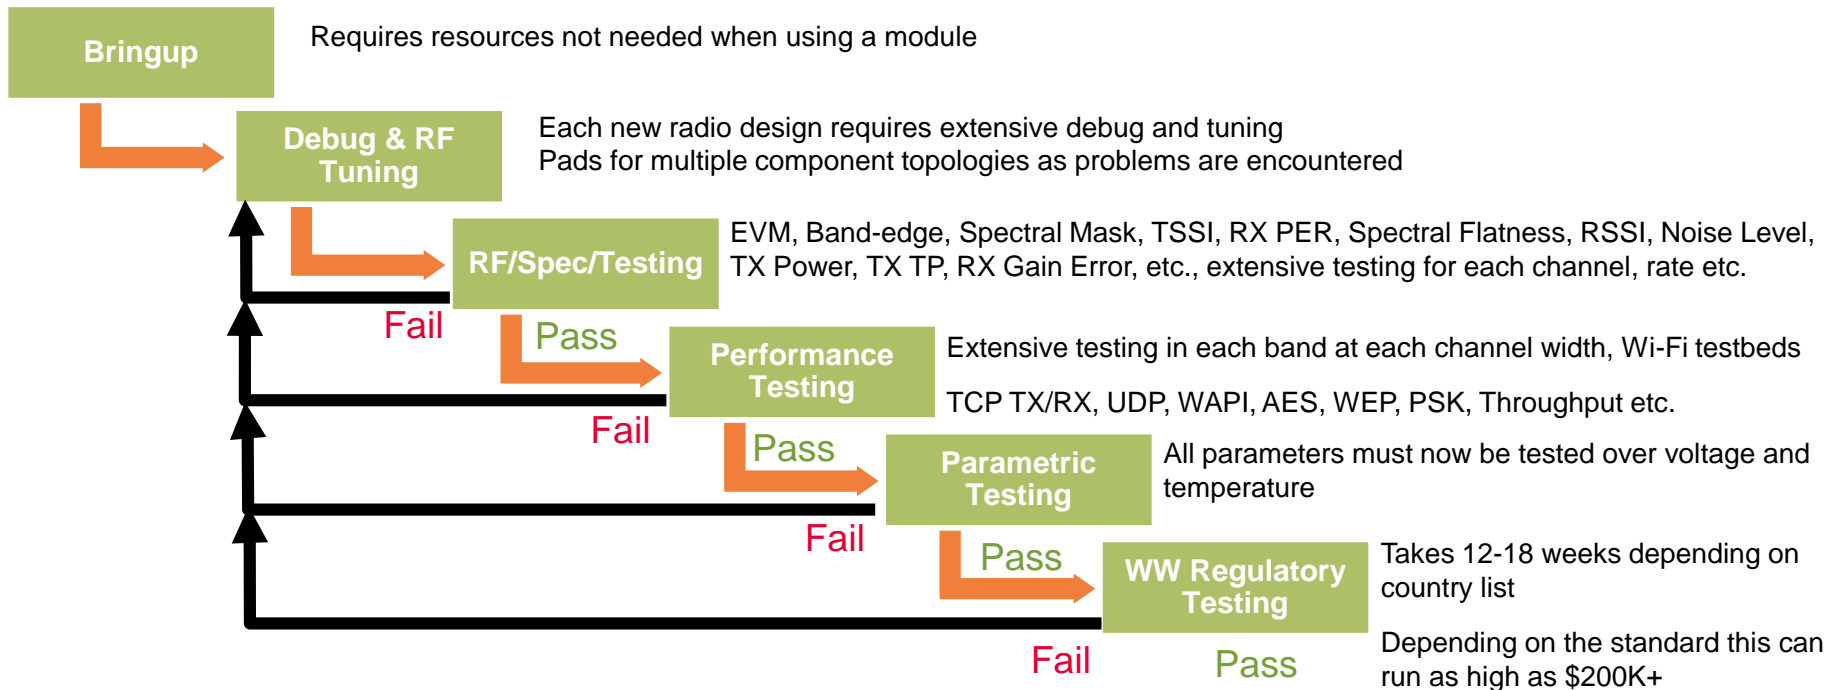 Bringup
Requires resources not needed when using a module
Debug & RF
Tuning
Each new radio design requires extensive debug and tuning
Pads for multiple component topologies as problems are encountered
RF/Spec/Testing
EVM, Band-edge, Spectral Mask, TSSI, RX PER, Spectral Flatness, RSSI, Noise Level,
TX Power, TX TP, RX Gain Error, etc., extensive testing for each channel, rate etc.
Fail
Pass
Performance
Testing
Extensive testing in each band at each channel width, Wi-Fi testbeds
TCP TX/RX, UDP, WAPI, AES, WEP, PSK, Throughput etc.
Fail
Pass
Parametric
Testing
All parameters must now be tested over voltage and
temperature
Fail
Pass
WW Regulatory
Testing
Takes 12-18 weeks depending on
country list
Depending on the standard this can
run as high as $200K+
Fail
Pass